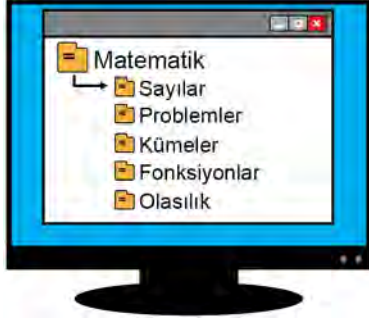 Matematik
Sayılar
Problemler
Kümeler
Fonksiyonlar
Olasılık